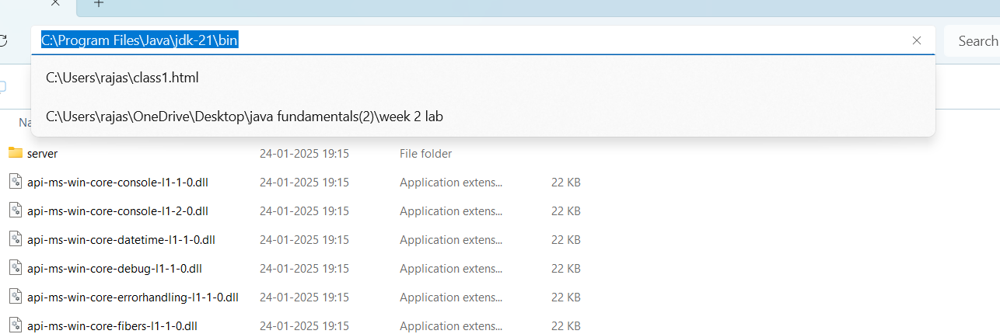 C:\Program Files\Java\jdk-21\bin
Search
C:\Users\rajas\class1.html
C:\Users\rajas\OneDrive\Desktop\java fundamentals(2)\week 2 lab
server 24-01-2025 19:15 File folder
api-ms-win-core-console-l1-1-0.dll 24-01-2025 19:15 Application extens... 22 KB
api-ms-win-core-console-l1-2-0.dll 24-01-2025 19:15 Application extens... 22 KB
api-ms-win-core-datetime-l1-1-0.dll 24-01-2025 19:15 Application extens... 22 KB
api-ms-win-core-debug-l1-1-0.dll 24-01-2025 19:15 Application extens... 22 KB
api-ms-win-core-errorhandling-l1-1-0.dll 24-01-2025 19:15 Application extens... 22 KB
api-ms-win-core-fibers-l1-1-0.dll 24-01-2025 19:15 Application extens... 22 KB